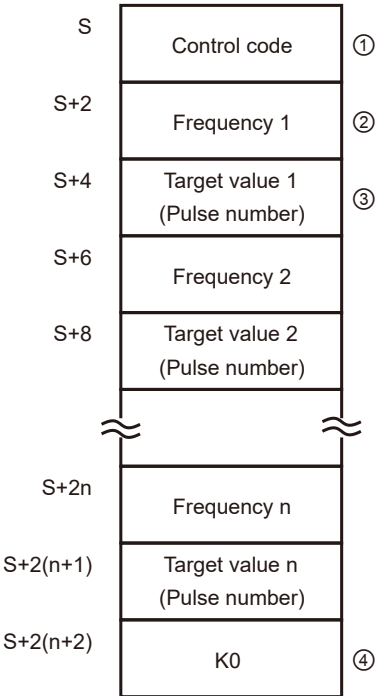 S
Control code
①
S+2
Frequency 1
②
S+4
Target value 1
(Pulse number)
③
S+6
Frequency 2
S+8
Target value 2
(Pulse number)
S+2n
Frequency n
S+2(n+1)
Target value n
(Pulse number)
S+2(n+2)
K0
④